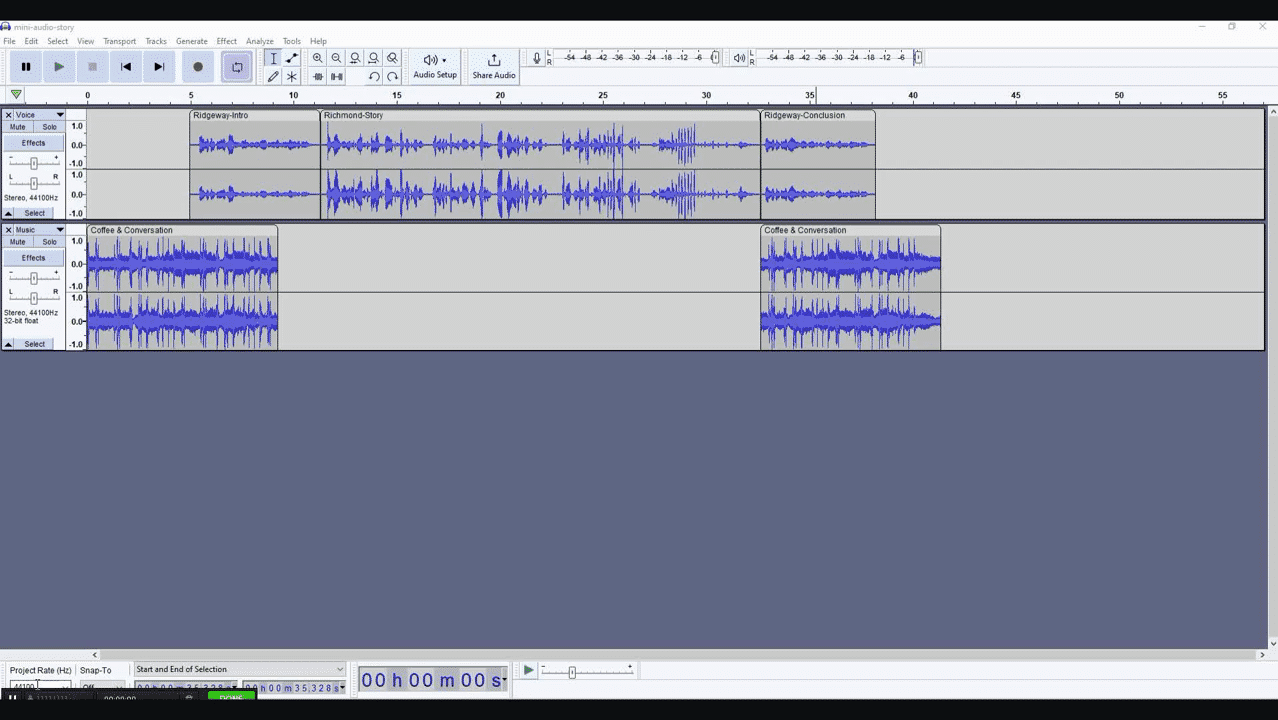 mini-audio-story
File Edit Select View Transport Tracks Generate Effect Analyze Tools Help
Audio Setup Share Audio
L R -54 -48 -42 -36 -30 -24 -18 -12 -6
L R -54 -48 -42 -36 -30 -24 -18 -12 -6
0 5 10 15 20 25 30 35 40 45 50 55
Voice
Mute Solo
Effects
- +
L R
Stereo, 44100Hz
Select
1.0
0.0
-1.0
1.0
0.0
-1.0
Ridgeway-Intro Richmond-Story Ridgeway-Conclusion
Music
Mute Solo
Effects
- +
L R
Stereo, 44100Hz
32-bit float
Select
1.0
0.0
-1.0
1.0
0.0
-1.0
Coffee & Conversation Coffee & Conversation
Project Rate (Hz) Snap-To Start and End of Selection
44100 Off 00 h 00 m 35.328 s 00 h 00 m 35.328 s
00 h 00 m 00 s
- +
DONE